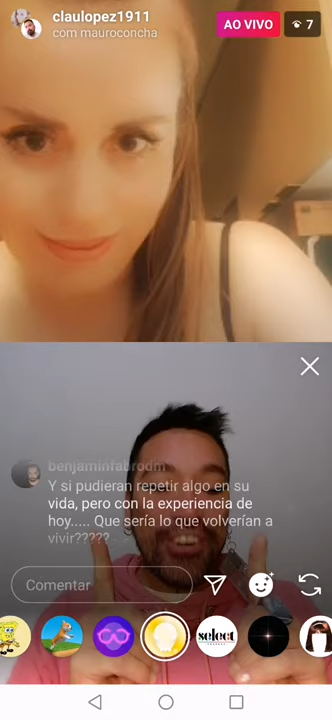 claulopez1911
com mauroconcha
AO VIVO
7
benjaminfabrodm
Y si pudieran repetir algo en su
vida, pero con la experiencia de
hoy..... Que sería lo que volverían a
vivir?????
Comentar
select